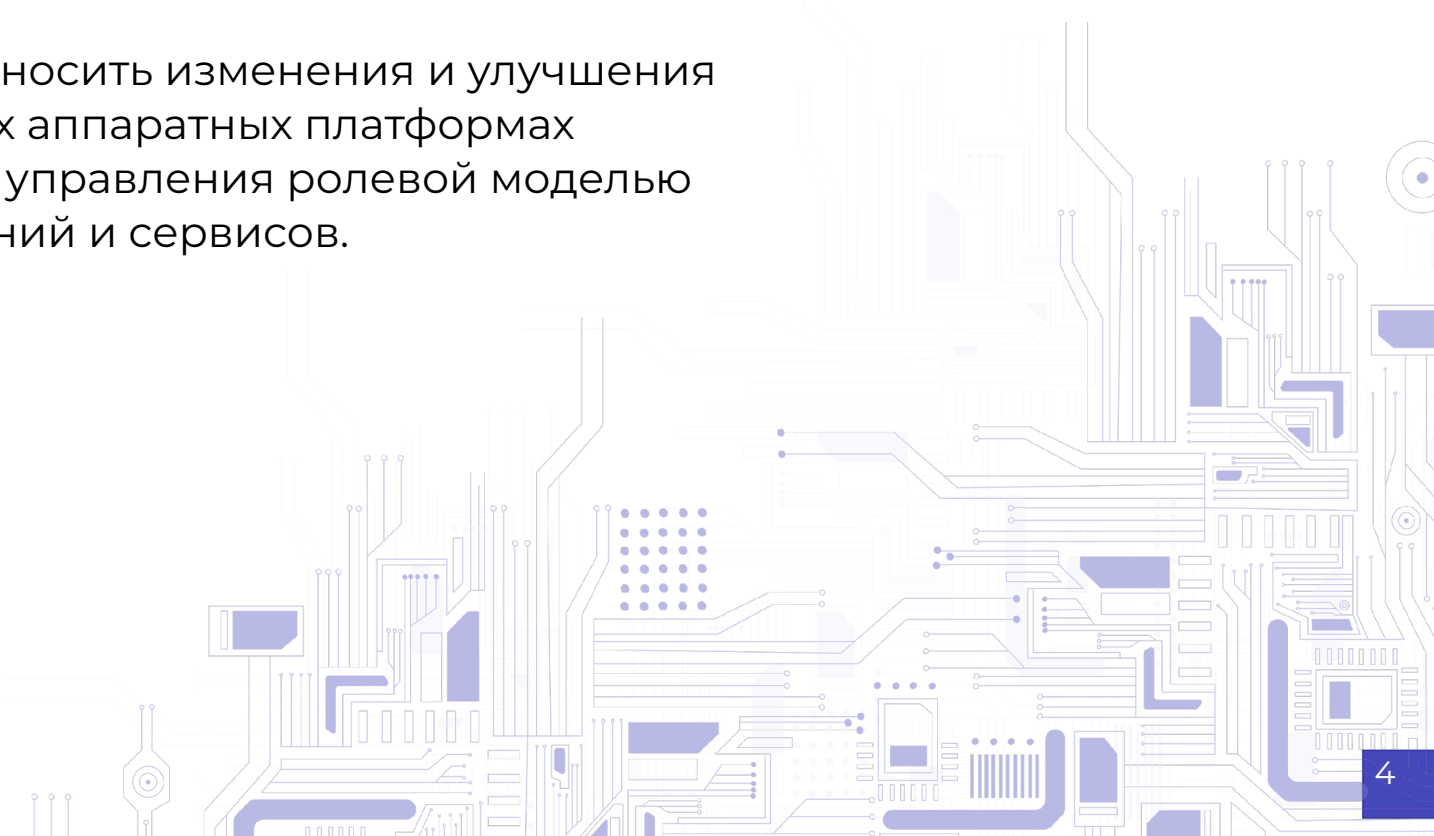 носить изменения и улучшения
х аппаратных платформах
управления ролевой моделью
ний и сервисов.
4